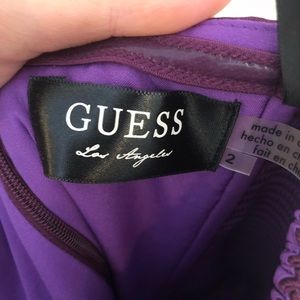 GUESS
Los Angeles
2
made in
hecho en
fait en